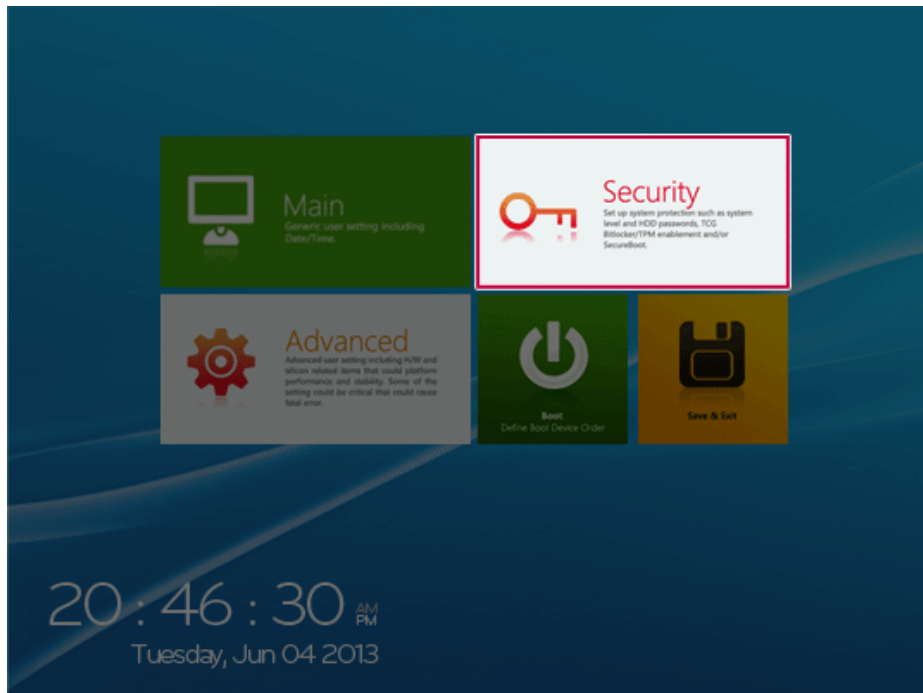 Main
Generic user setting including
Date/Time.
Security
Set up system protection such as system
level and HDD passwords, TCG
Bitlocker/TPM enablement and/or
SecureBoot.
Advanced
Advanced user setting including H/W and
silicon related items that could platform
performance and stability. Some of the
setting could be critical that could cause
fatal error.
Boot
Define Boot Device Order
Save & Exit
20 : 46 : 30 AM
PM
Tuesday, Jun 04 2013